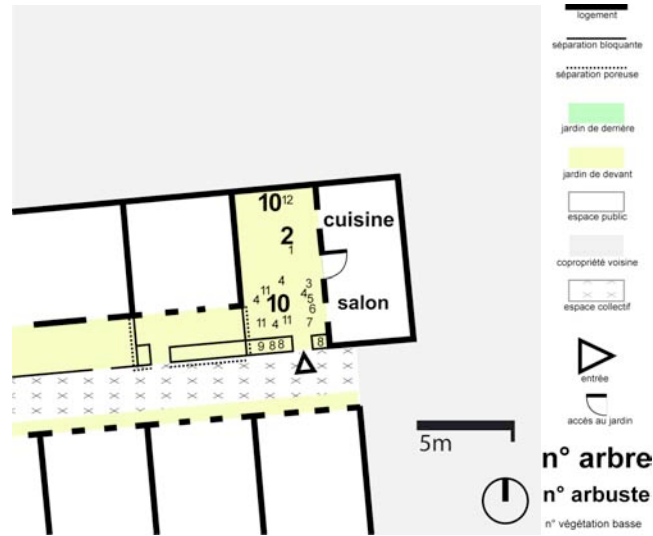 logement
séparation bloquante
séparation poreuse
jardin de derrière
jardin de devant
espace public
copropriété voisine
espace collectif
entrée
accès au jardin
n° arbre
n° arbuste
n° végétation basse
10 12
cuisine
2
1
4 3
11 4
4 10 5
salon
6
11 4 11 7
9 8 8 8
5m